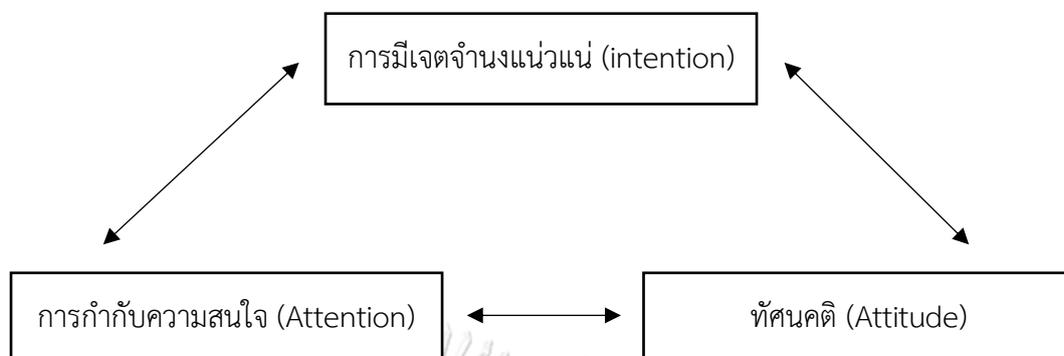 การมีเจตจำนงแน่วแน่ (intention)
การกำกับความสนใจ (Attention)
ทัศนคติ (Attitude)